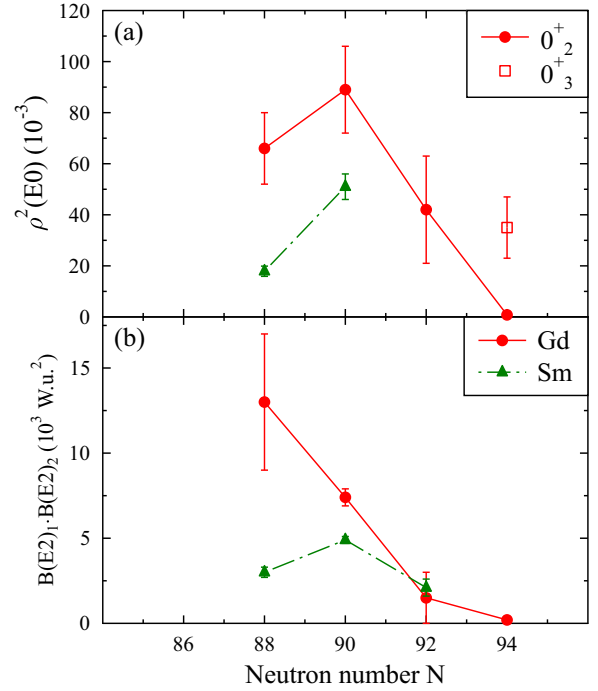 (a)
0⁺₂
0⁺₃
120
100
80
60
40
20
0
ρ²(E0) (10⁻³)
(b)
Gd
Sm
15
10
5
0
B(E2)₁·B(E2)₂ (10³ W.u.²)
86 88 90 92 94
Neutron number N